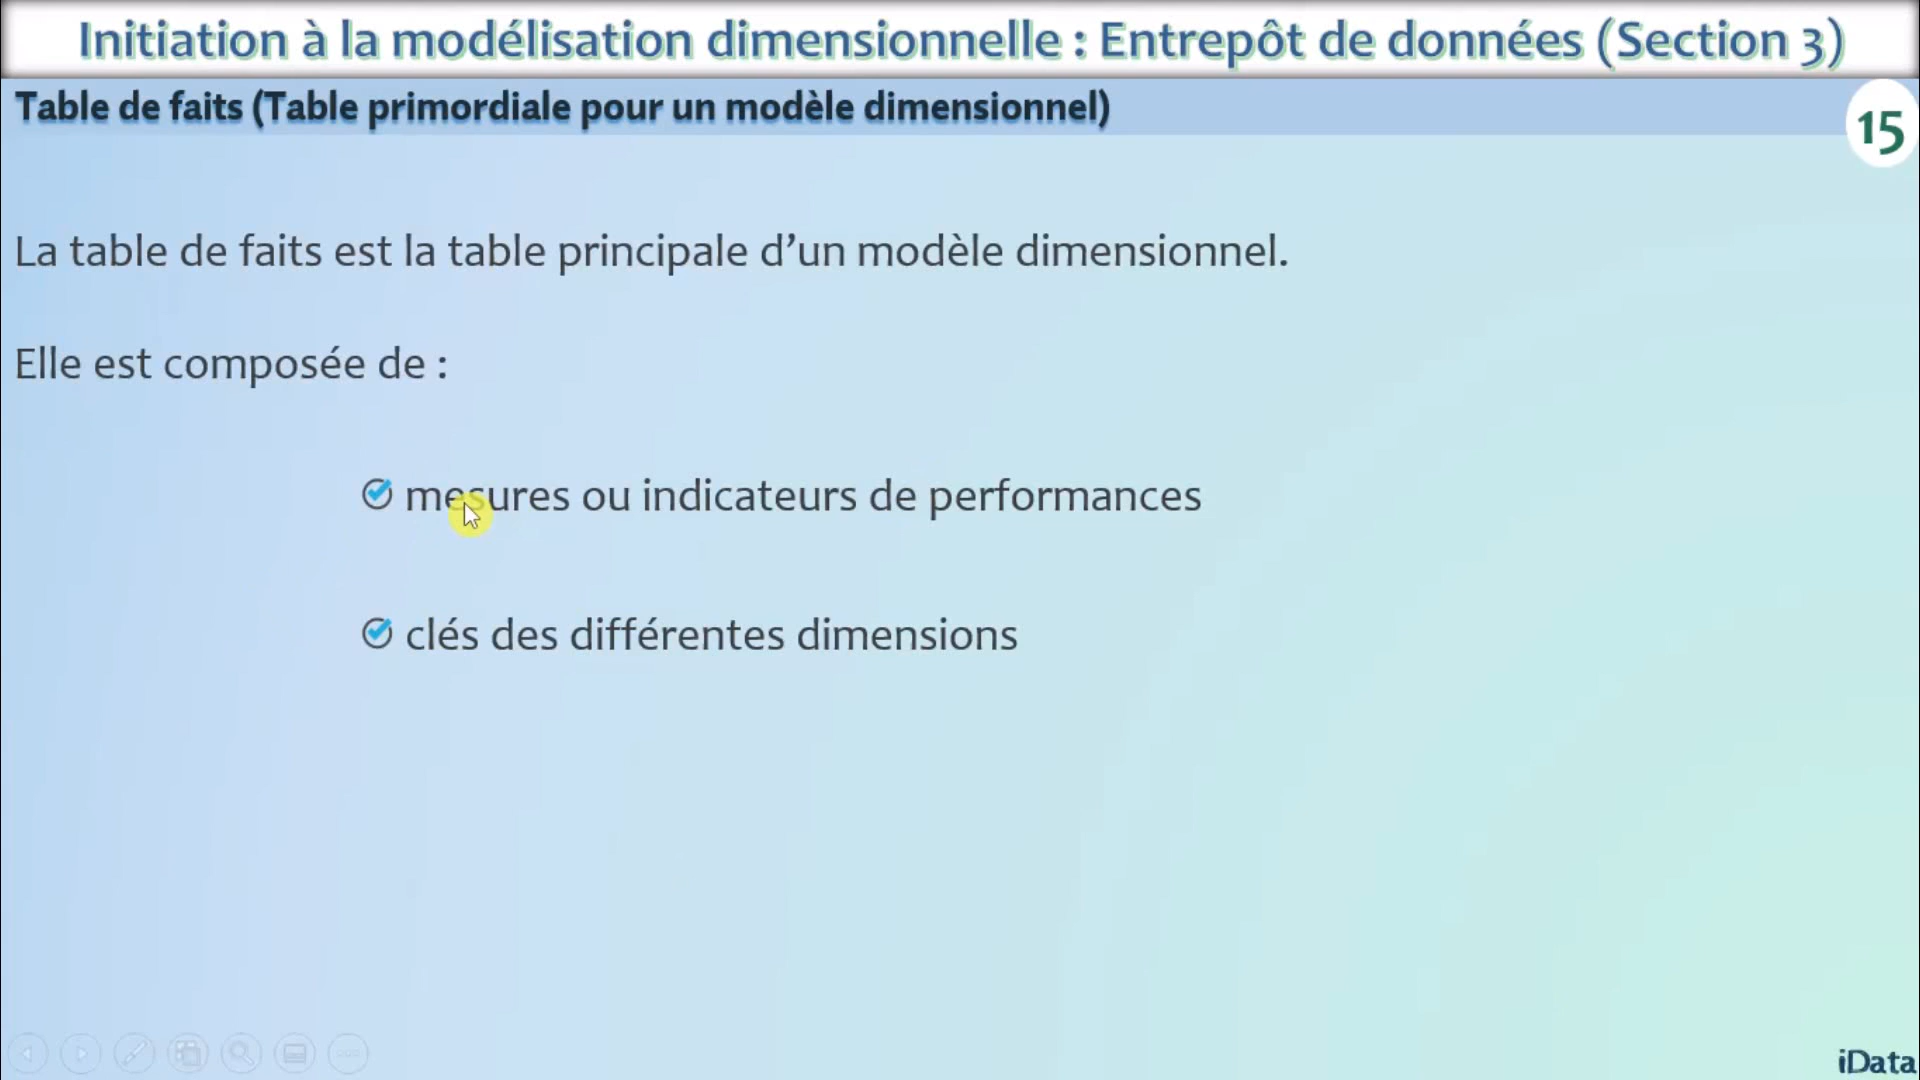 Initiation à la modélisation dimensionnelle : Entrepôt de données (Section 3)
Table de faits (Table primordiale pour un modèle dimensionnel)
15
La table de faits est la table principale d’un modèle dimensionnel.
Elle est composée de :
mesures ou indicateurs de performances
clés des différentes dimensions
iData